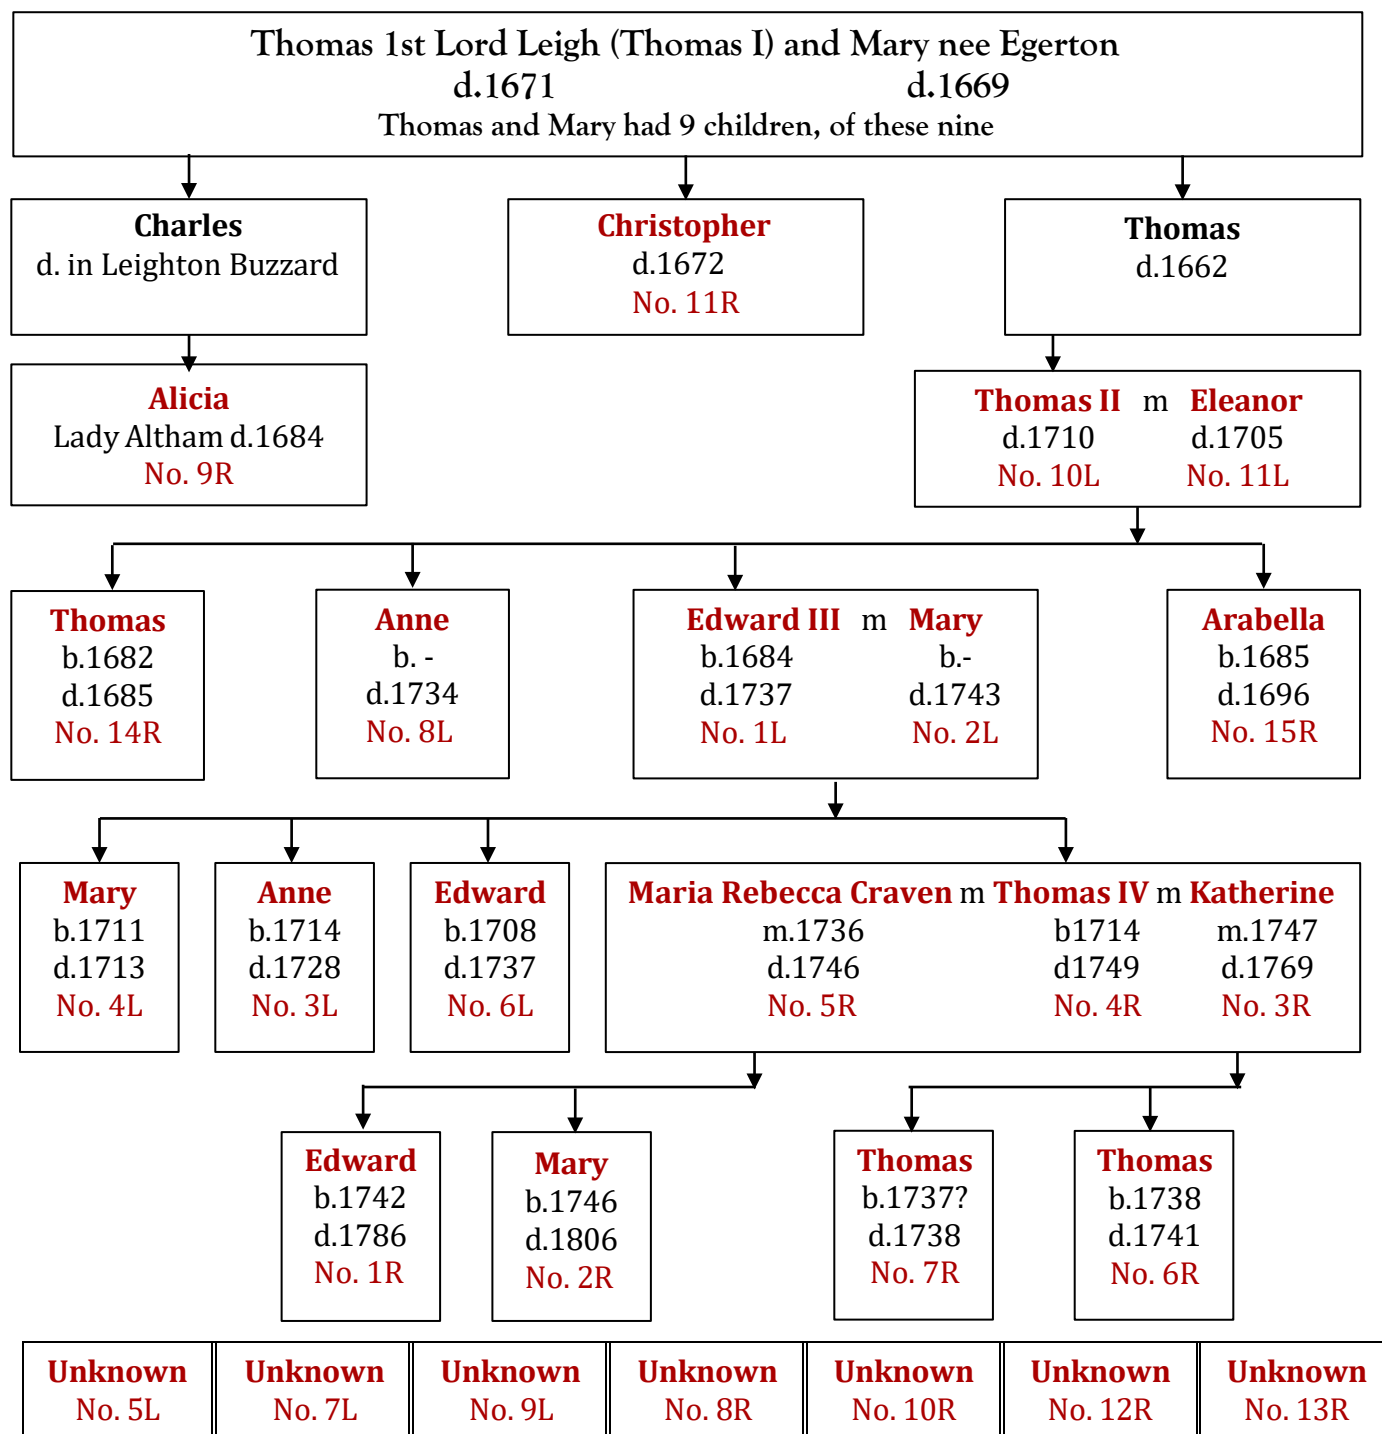 Thomas 1st Lord Leigh (Thomas I) and Mary nee Egerton
d.1671 d.1669
Thomas and Mary had 9 children, of these nine
Charles
d. in Leighton Buzzard
Christopher
d.1672
No. 11R
Thomas
d.1662
Alicia
Lady Altham d.1684
No. 9R
Thomas II m Eleanor
d.1710 d.1705
No. 10L No. 11L
Thomas
b.1682
d.1685
No. 14R
Anne
b. -
d.1734
No. 8L
Edward III m Mary
b.1684 b.-
d.1737 d.1743
No. 1L No. 2L
Arabella
b.1685
d.1696
No. 15R
Mary
b.1711
d.1713
No. 4L
Anne
b.1714
d.1728
No. 3L
Edward
b.1708
d.1737
No. 6L
Maria Rebecca Craven m Thomas IV m Katherine
m.1736 b1714 m.1747
d.1746 d1749 d.1769
No. 5R No. 4R No. 3R
Edward
b.1742
d.1786
No. 1R
Mary
b.1746
d.1806
No. 2R
Thomas
b.1737?
d.1738
No. 7R
Thomas
b.1738
d.1741
No. 6R
Unknown
No. 5L
Unknown
No. 7L
Unknown
No. 9L
Unknown
No. 8R
Unknown
No. 10R
Unknown
No. 12R
Unknown
No. 13R